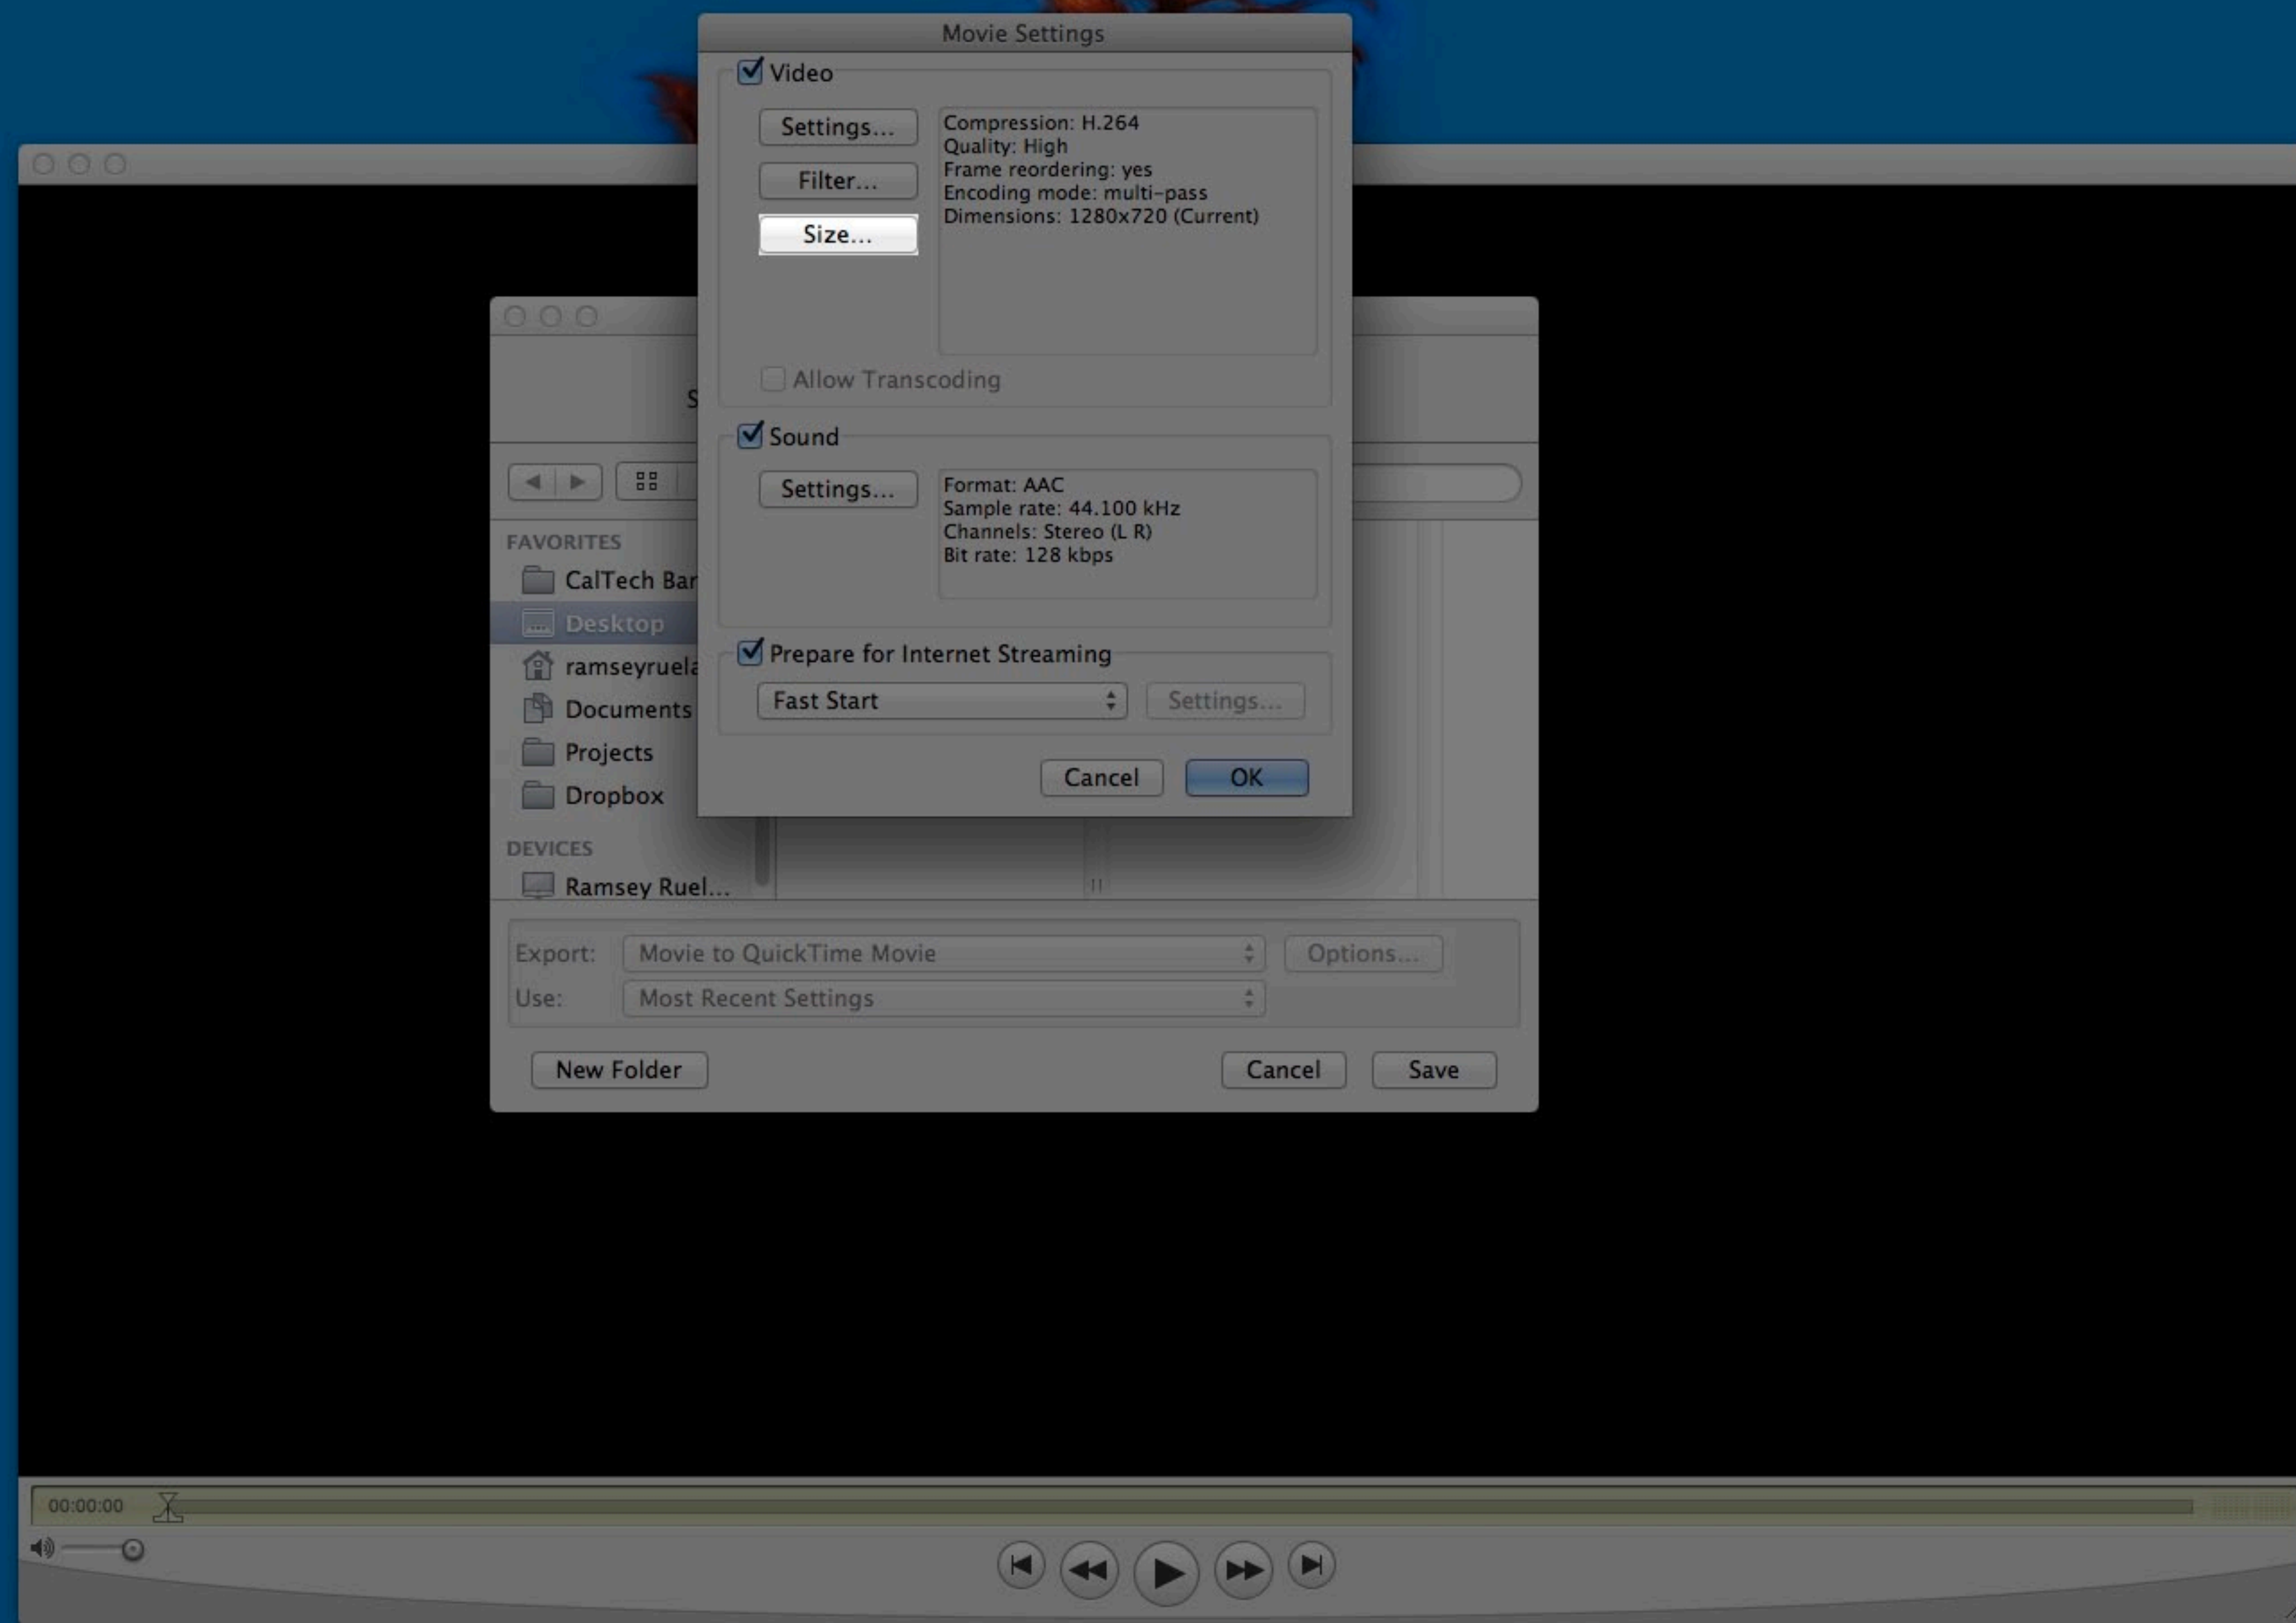 Movie Settings
Video
Settings...
Compression: H.264
Quality: High
Frame reordering: yes
Encoding mode: multi-pass
Dimensions: 1280x720 (Current)
Filter...
Size...
Allow Transcoding
Sound
Settings...
Format: AAC
Sample rate: 44.100 kHz
Channels: Stereo (L R)
Bit rate: 128 kbps
Prepare for Internet Streaming
Fast Start
Settings...
Cancel
OK
S
FAVORITES
CalTech Bar
Desktop
ramseyruela
Documents
Projects
Dropbox
DEVICES
Ramsey Ruel...
Export:
Movie to QuickTime Movie
Options...
Use:
Most Recent Settings
New Folder
Cancel
Save
00:00:00